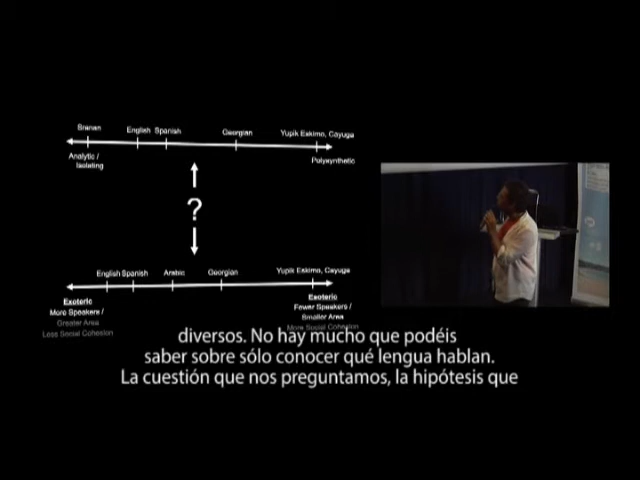 Branan
English Spanish
Georgian
Yupik Eskimo, Cayuga
Analytic /
Isolating
Polysynthetic
?
English Spanish
Arabic
Georgian
Yupik Eskimo, Cayuga
Exoteric
More Speakers /
Greater Area
Less Social Cohesion
Esoteric
Fewer Speakers /
Smaller Area
More Social Cohesion
diversos. No hay mucho que podéis
saber sobre sólo conocer qué lengua hablan.
La cuestión que nos preguntamos, la hipótesis que